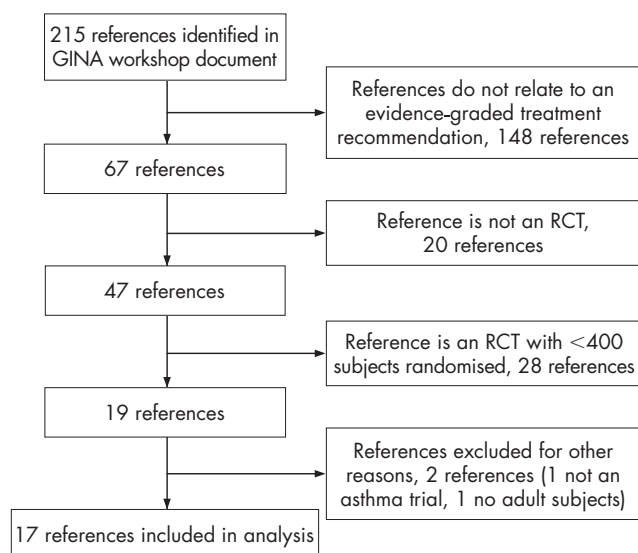 215 references identified in
GINA workshop document
References do not relate to an
evidence-graded treatment
recommendation, 148 references
67 references
Reference is not an RCT,
20 references
47 references
Reference is an RCT with <400
subjects randomised, 28 references
19 references
References excluded for other
reasons, 2 references (1 not an
asthma trial, 1 no adult subjects)
17 references included in analysis